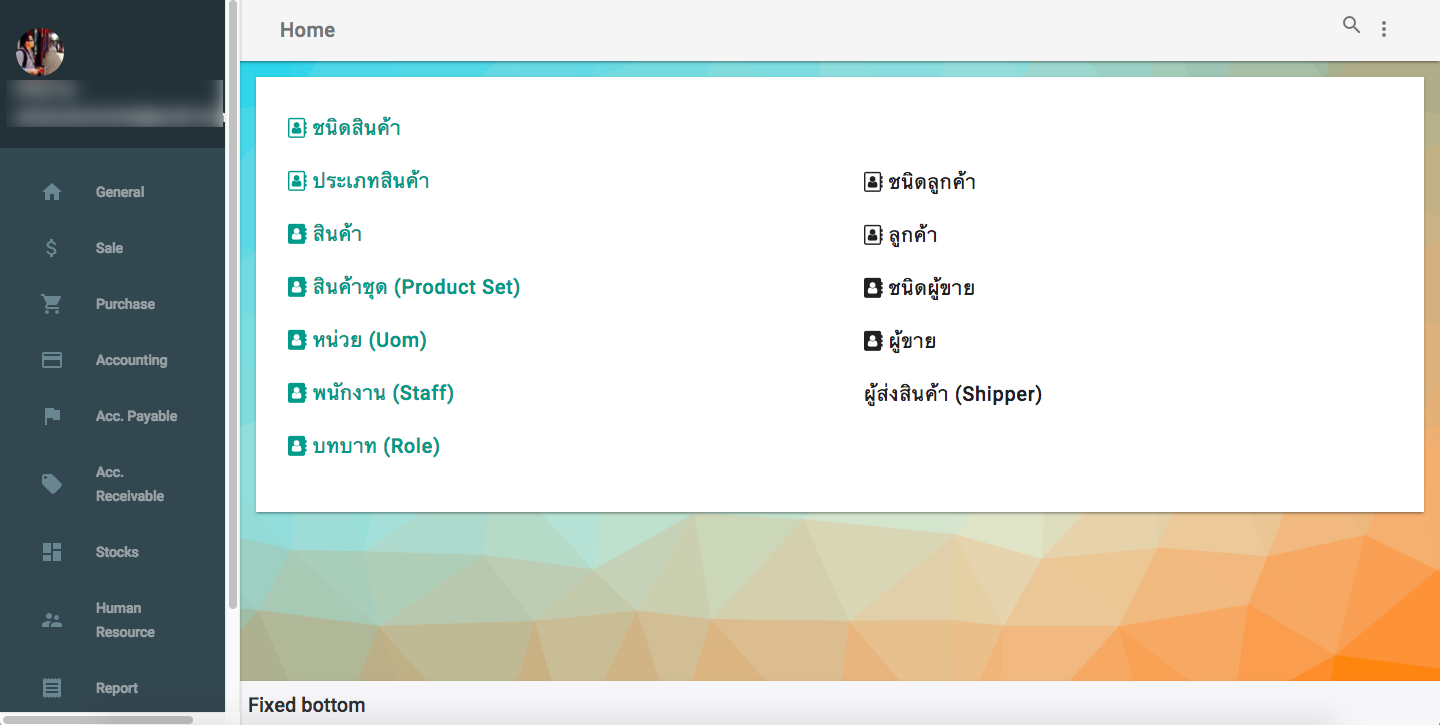 Home
General
Sale
Purchase
Accounting
Acc. Payable
Acc.
Receivable
Stocks
Human
Resource
Report
ชนิดสินค้า
ประเภทสินค้า
สินค้า
สินค้าชุด (Product Set)
หน่วย (Uom)
พนักงาน (Staff)
บทบาท (Role)
ชนิดลูกค้า
ลูกค้า
ชนิดผู้ขาย
ผู้ขาย
ผู้ส่งสินค้า (Shipper)
Fixed bottom